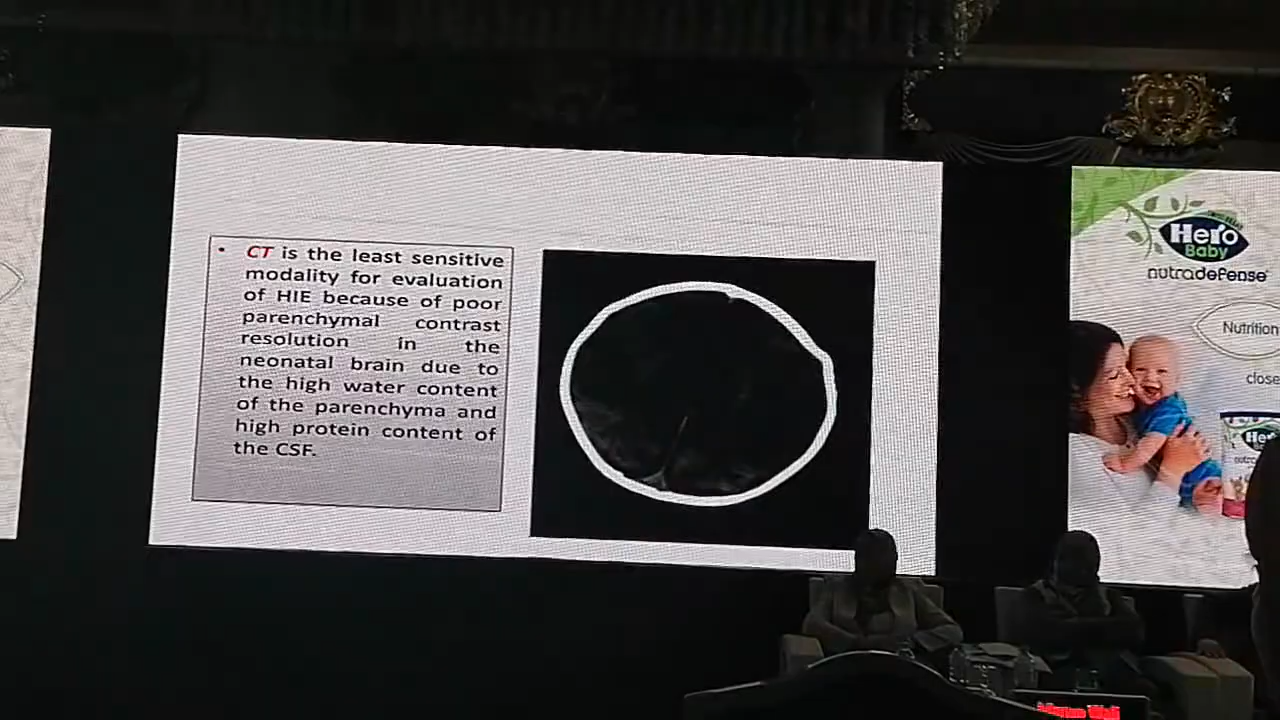 • CT is the least sensitive
modality for evaluation
of HIE because of poor
parenchymal contrast
resolution in the
neonatal brain due to
the high water content
of the parenchyma and
high protein content of
the CSF.
Hero
Baby
nutradefense
Nutrition
close